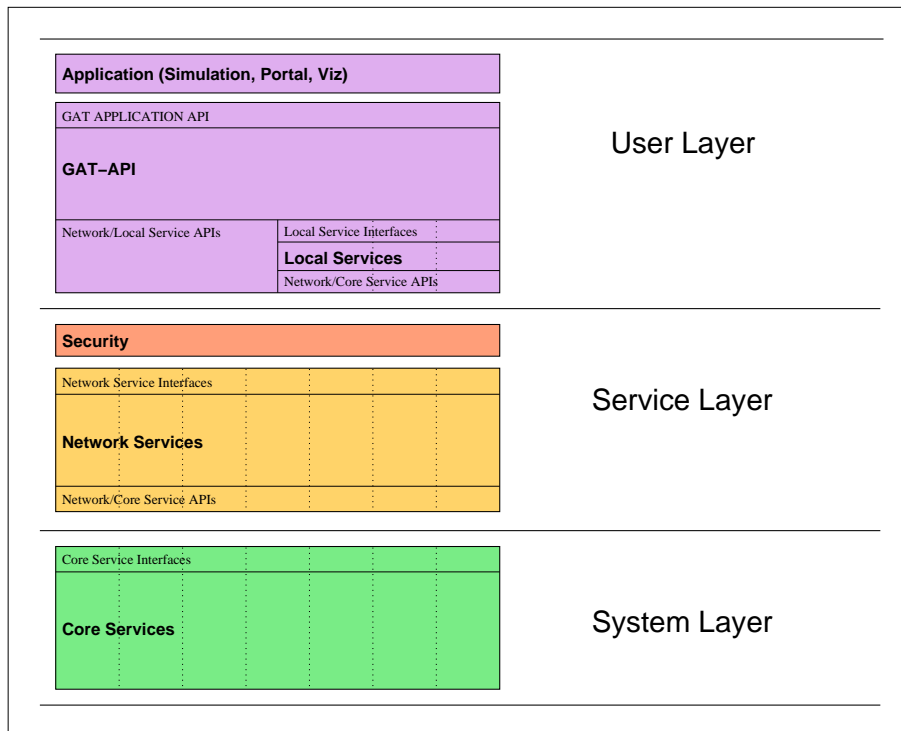 Application (Simulation, Portal, Viz)
GAT APPLICATION API
GAT−API
User Layer
Network/Local Service APIs
Local Service Interfaces
Local Services
Network/Core Service APIs
Security
Network Service Interfaces
Network Services
Network/Core Service APIs
Service Layer
Core Service Interfaces
Core Services
System Layer